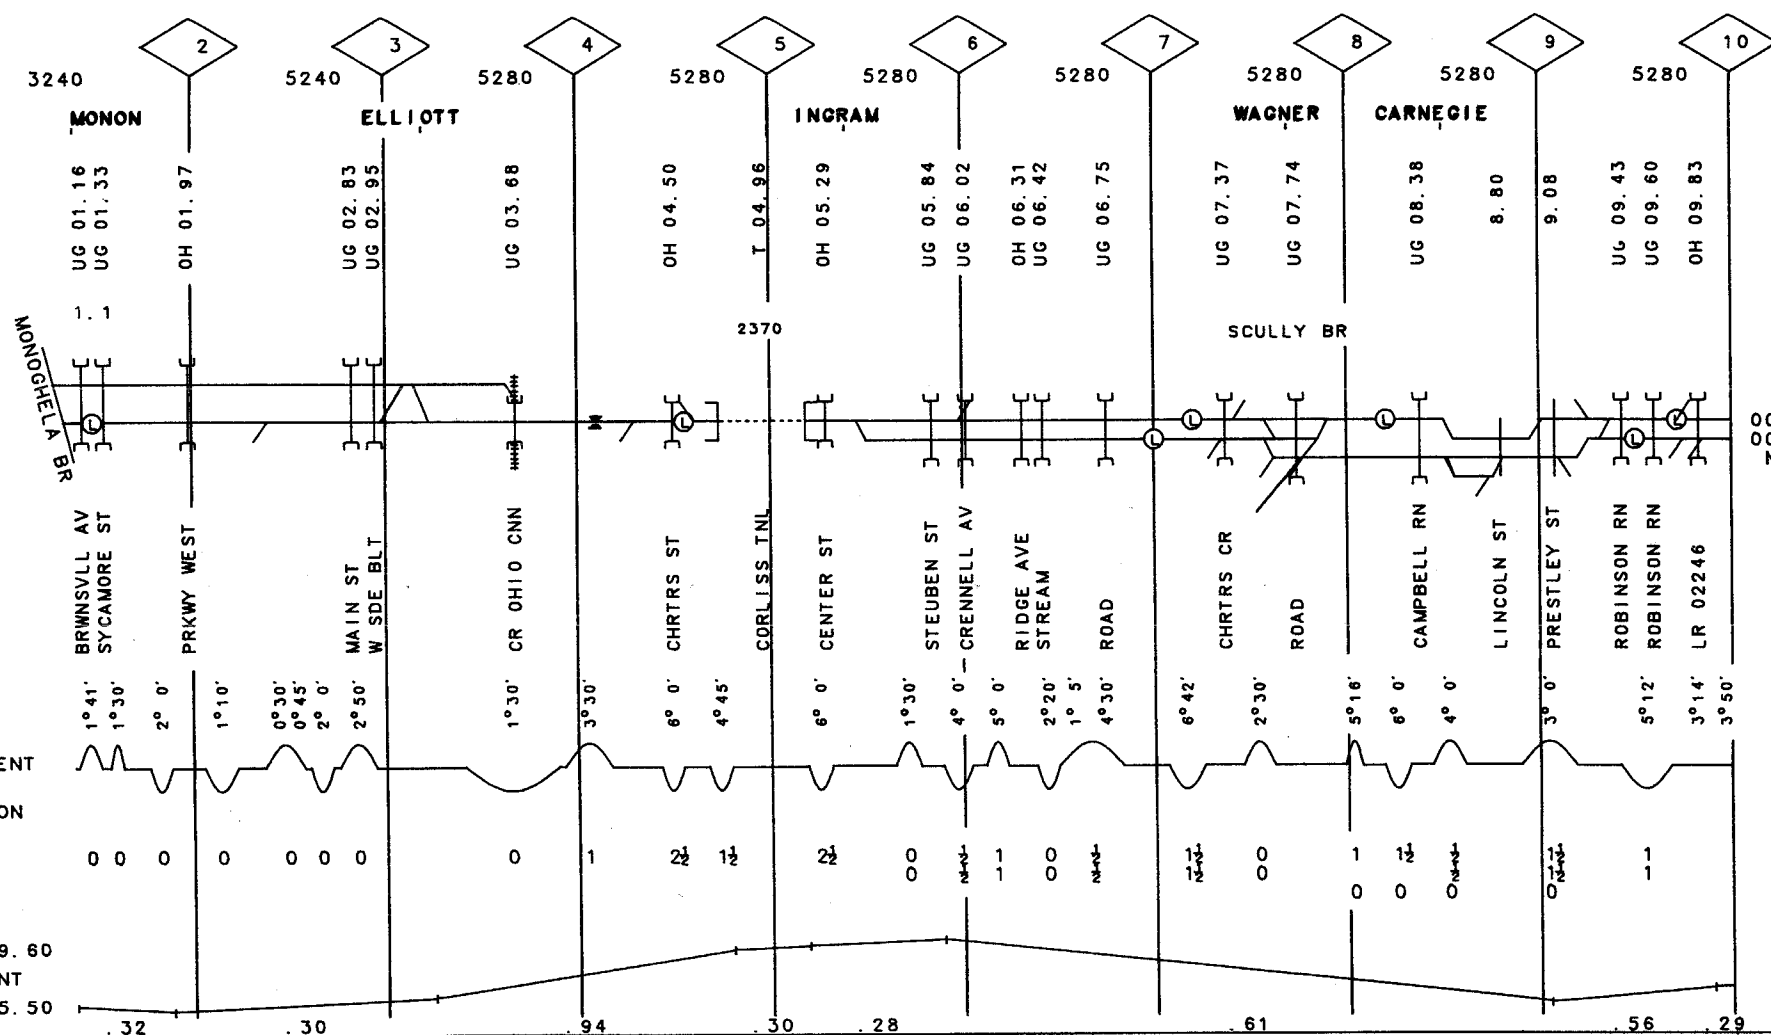 2 3 4 5 6 7 8 9 10
3240 5240 5280 5280 5280 5280 5280 5280
MONON ELLIOTT INGRAM WAGNER CARNEGIE
UG 01.16
UG 01.33
OH 01.97
UG 02.83
UG 02.95
UG 03.68
OH 04.50
T 04.96
OH 05.29
UG 05.84
UG 06.02
OH 06.31
UG 06.42
UG 06.75
UG 07.37
UG 07.74
UG 08.38
8.80
9.08
UG 09.43
UG 09.60
OH 09.83
1.1
2370
SCULLY BR
MONOGHELA BR
L L L L L L L
BRWNSVLL AV
SYCAMORE ST
PRKWY WEST
MAIN ST
W SDE BLT
CR OHIO CNN
CHRTRS ST
CORLISS TNL
CENTER ST
STEUBEN ST
CRENNELL AV
RIDGE AVE
STREAM
ROAD
CHRTRS CR
ROAD
CAMPBELL RN
LINCOLN ST
PRESTLEY ST
ROBINSON RN
ROBINSON RN
LR 02246
1°41'
1°30'
2° 0'
1°10'
0°30'
0°45'
2° 0'
2°50'
1°30'
3°30'
6° 0'
4°45'
6° 0'
1°30'
4° 0'
5° 0'
2°20'
1° 5'
4°30'
6°42'
2°30'
5°16'
6° 0'
4° 0'
3° 0'
5°12'
3°14'
3°50'
ENT
ON
0 0 0 0 0 0 0 0 1 2½ 1½ 2½ 0 ½ 1 0 ½ 1½ 0 1 1½ ½ 1½ 1
0 ½ 1 0 ½ 1½ 0 ½ 1½ 1
0 0 0 0
9.60
NT
5.50
.32 .30 .94 .30 .28 .61 .56 .29